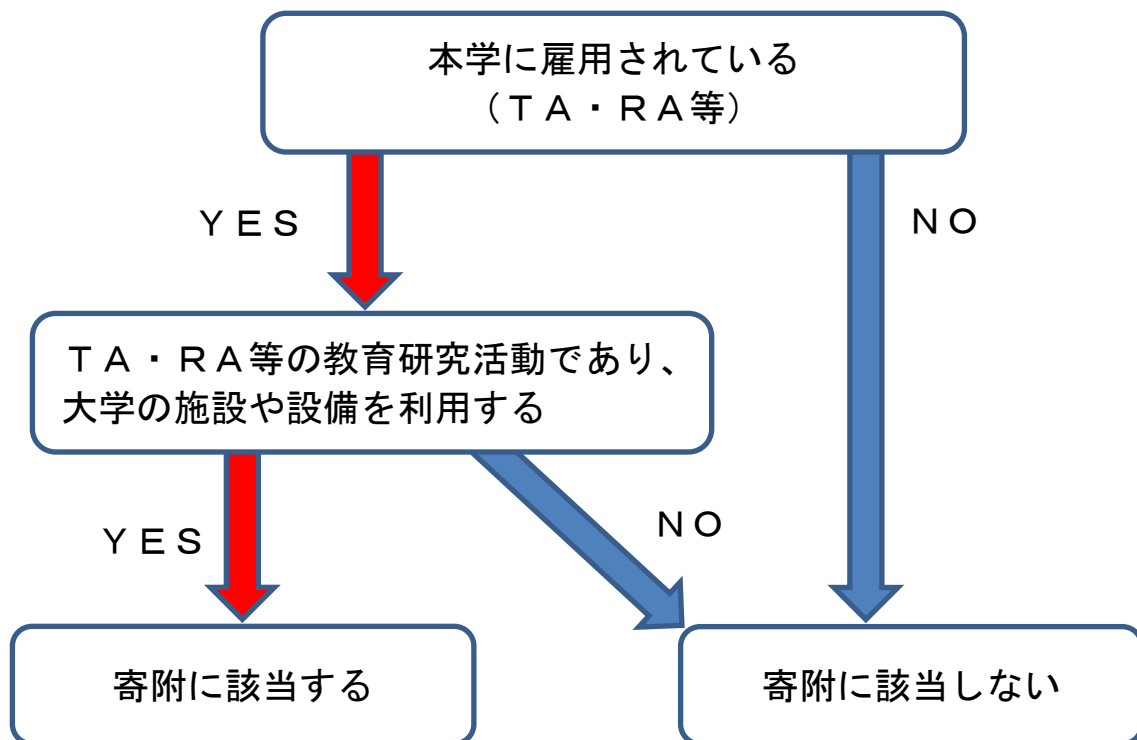 本学に雇用されている
（ＴＡ・ＲＡ等）
ＹＥＳ
ＮＯ
ＴＡ・ＲＡ等の教育研究活動であり、
大学の施設や設備を利用する
ＹＥＳ
ＮＯ
寄附に該当する
寄附に該当しない